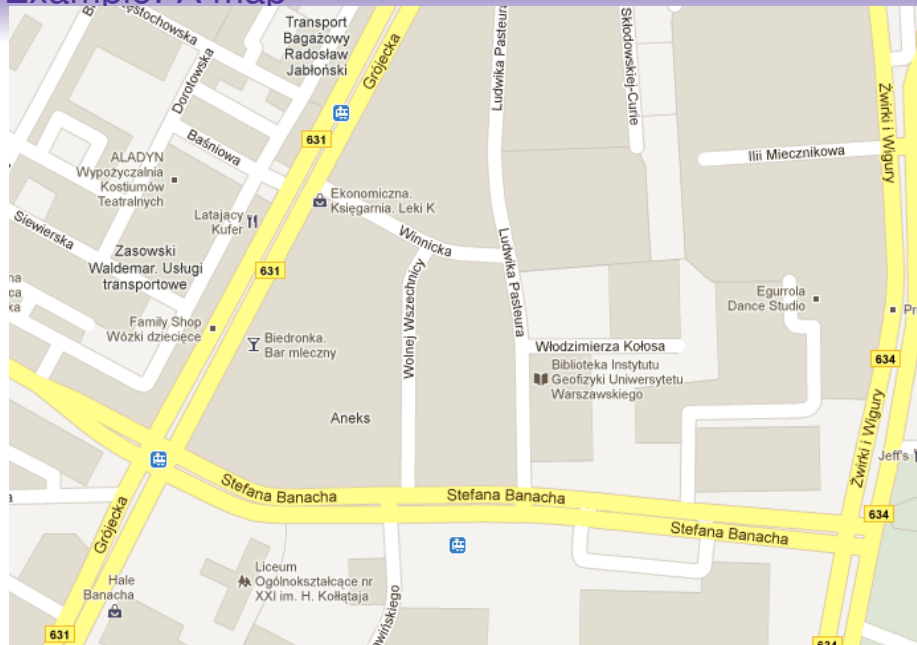 Example: A map
Częstochowska
Transport
Bagażowy
Radosław
Jabłoński
Grójecka
Ludwika Pasteura
Skłodowskiej-Curie
Żwirki i Wigury
Dorotowska
631
Baśniowa
Ilii Miecznikowa
ALADYN
Wypożyczalnia
Kostiumów
Teatralnych
Ekonomiczna.
Księgarnia. Leki K
Latający
Kufer
Siewierska
Winnicka
Ludwika Pasteura
Zasowski
Waldemar. Usługi
transportowe
631
Wolnej Wszechnicy
Egurrola
Dance Studio
Family Shop
Wózki dziecięce
Biedronka.
Bar mleczny
Włodzimierza Kołosa
634
Biblioteka Instytutu
Geofizyki Uniwersytetu
Warszawskiego
Aneks
Żwirki i Wigury
Jeff's
Stefana Banacha
Stefana Banacha
634
Stefana Banacha
Grójecka
Liceum
Ogólnokształcące nr
XXI im. H. Kołłątaja
Hale
Banacha
631
634